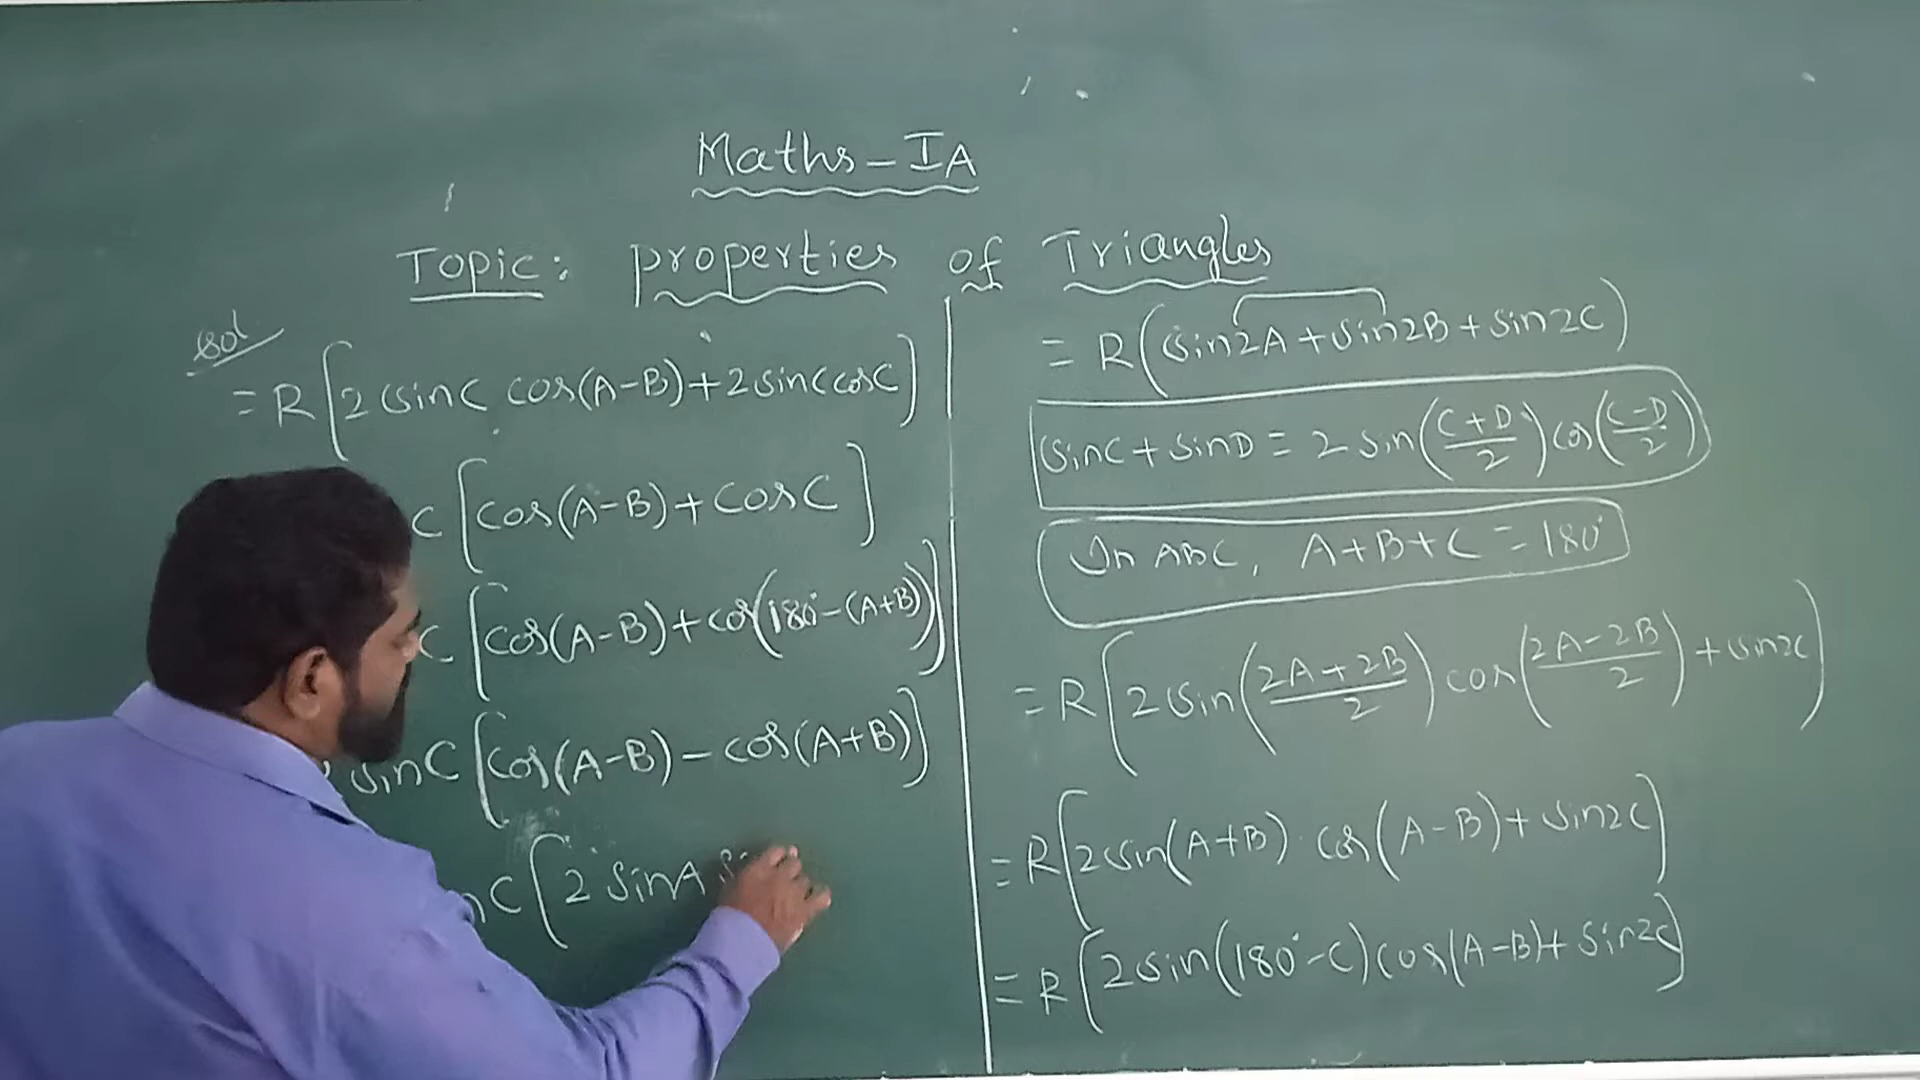 Maths - IA
Topic: properties of Triangles
Sol
= R[2 sinC cos(A-B) + 2 sinC cosC]
C [cos(A-B) + cosC]
C [cos(A-B) + cos(180° - (A+B))]
sinC [cos(A-B) - cos(A+B)]
nC [2 sinA
= R(sin2A + sin2B + sin2C)
sinC + sinD = 2 sin((C+D)/2) cos((C-D)/2)
In ABC, A+B+C = 180°
= R[2 sin((2A+2B)/2) cos((2A-2B)/2) + sin2C]
= R[2 sin(A+B) · cos(A-B) + sin2C]
= R[2 sin(180° - C) cos(A-B) + sin2C]